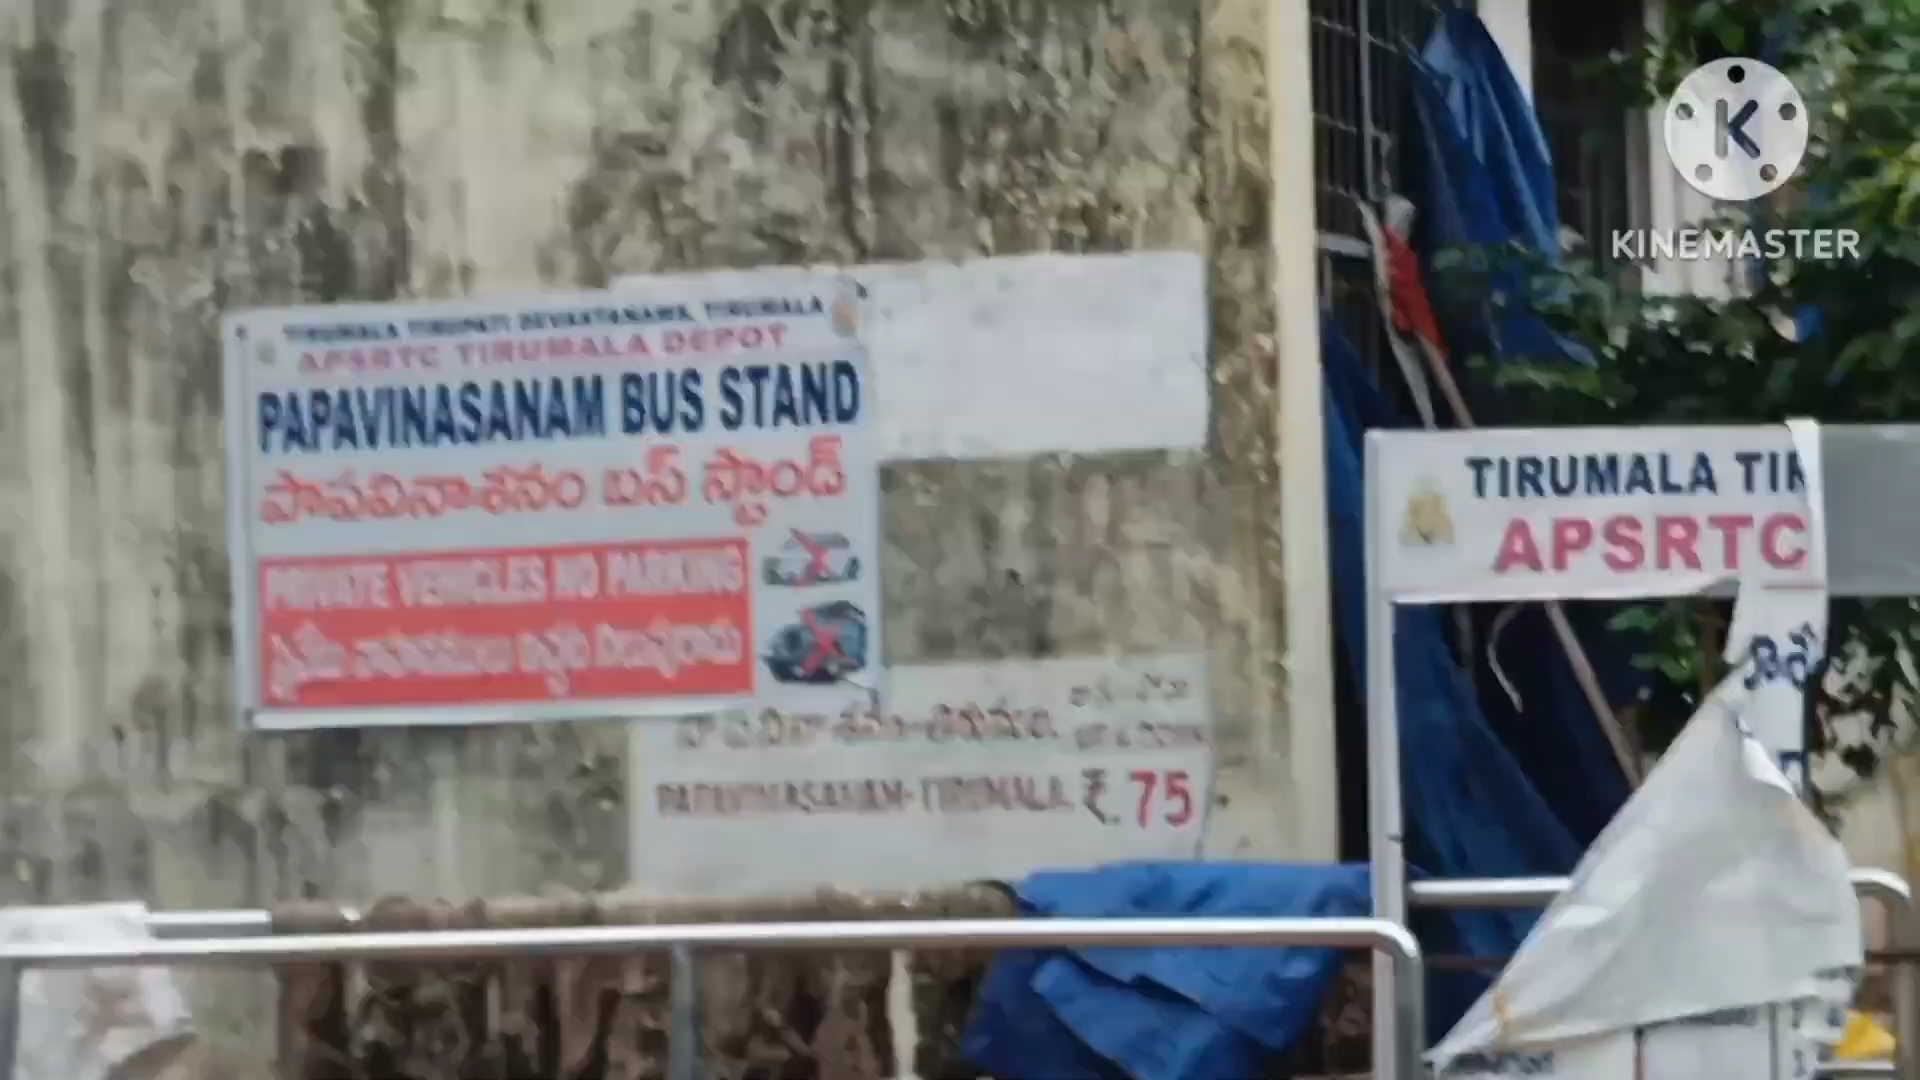 TIRUMALA TIRUPATI DEVASTANAMS, TIRUMALA
APSRTC TIRUMALA DEPOT
PAPAVINASANAM BUS STAND
పాపవినాశనం బస్ స్టాండ్
PRIVATE VEHICLES NO PARKING
PAPAVINASANAM-TIRUMALA ₹.75
TIRUMALA TIR
APSRTC
K
KINEMASTER